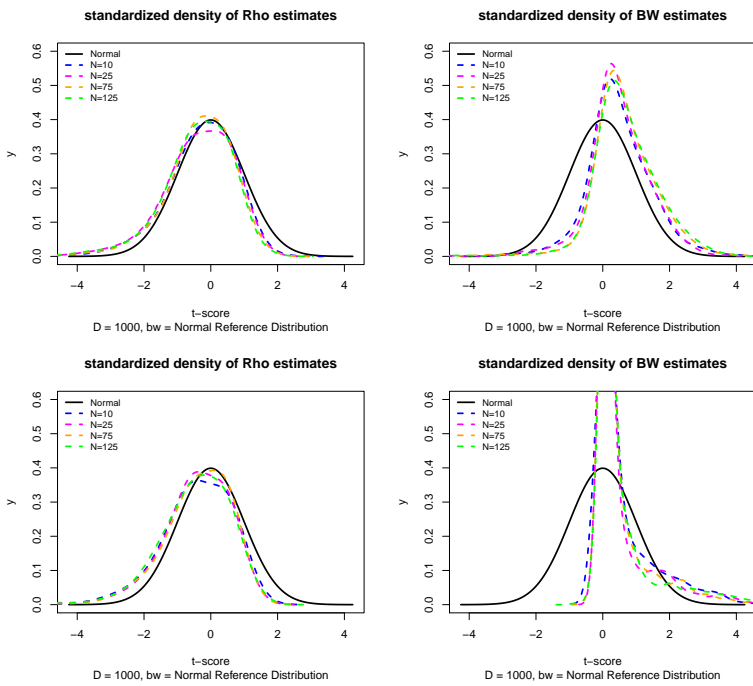 standardized density of Rho estimates
0.6
0.5
0.4
0.3
0.2
0.1
0.0
y
Normal
N=10
N=25
N=75
N=125
−4
−2
0
2
4
t−score
D = 1000, bw = Normal Reference Distribution
standardized density of BW estimates
0.6
0.5
0.4
0.3
0.2
0.1
0.0
y
Normal
N=10
N=25
N=75
N=125
−4
−2
0
2
4
t−score
D = 1000, bw = Normal Reference Distribution
standardized density of Rho estimates
0.6
0.5
0.4
0.3
0.2
0.1
0.0
y
Normal
N=10
N=25
N=75
N=125
−4
−2
0
2
4
t−score
D = 1000, bw = Normal Reference Distribution
standardized density of BW estimates
0.6
0.5
0.4
0.3
0.2
0.1
0.0
y
Normal
N=10
N=25
N=75
N=125
−4
−2
0
2
4
t−score
D = 1000, bw = Normal Reference Distribution